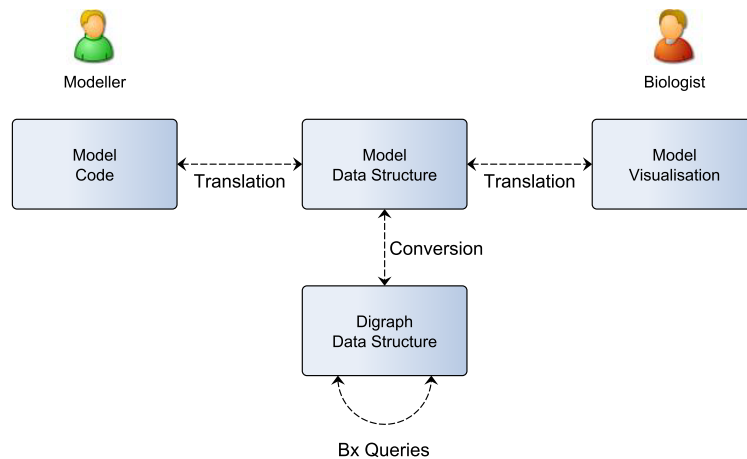 Modeller
Biologist
Model
Code
Translation
Model
Data Structure
Translation
Model
Visualisation
Conversion
Digraph
Data Structure
Bx Queries